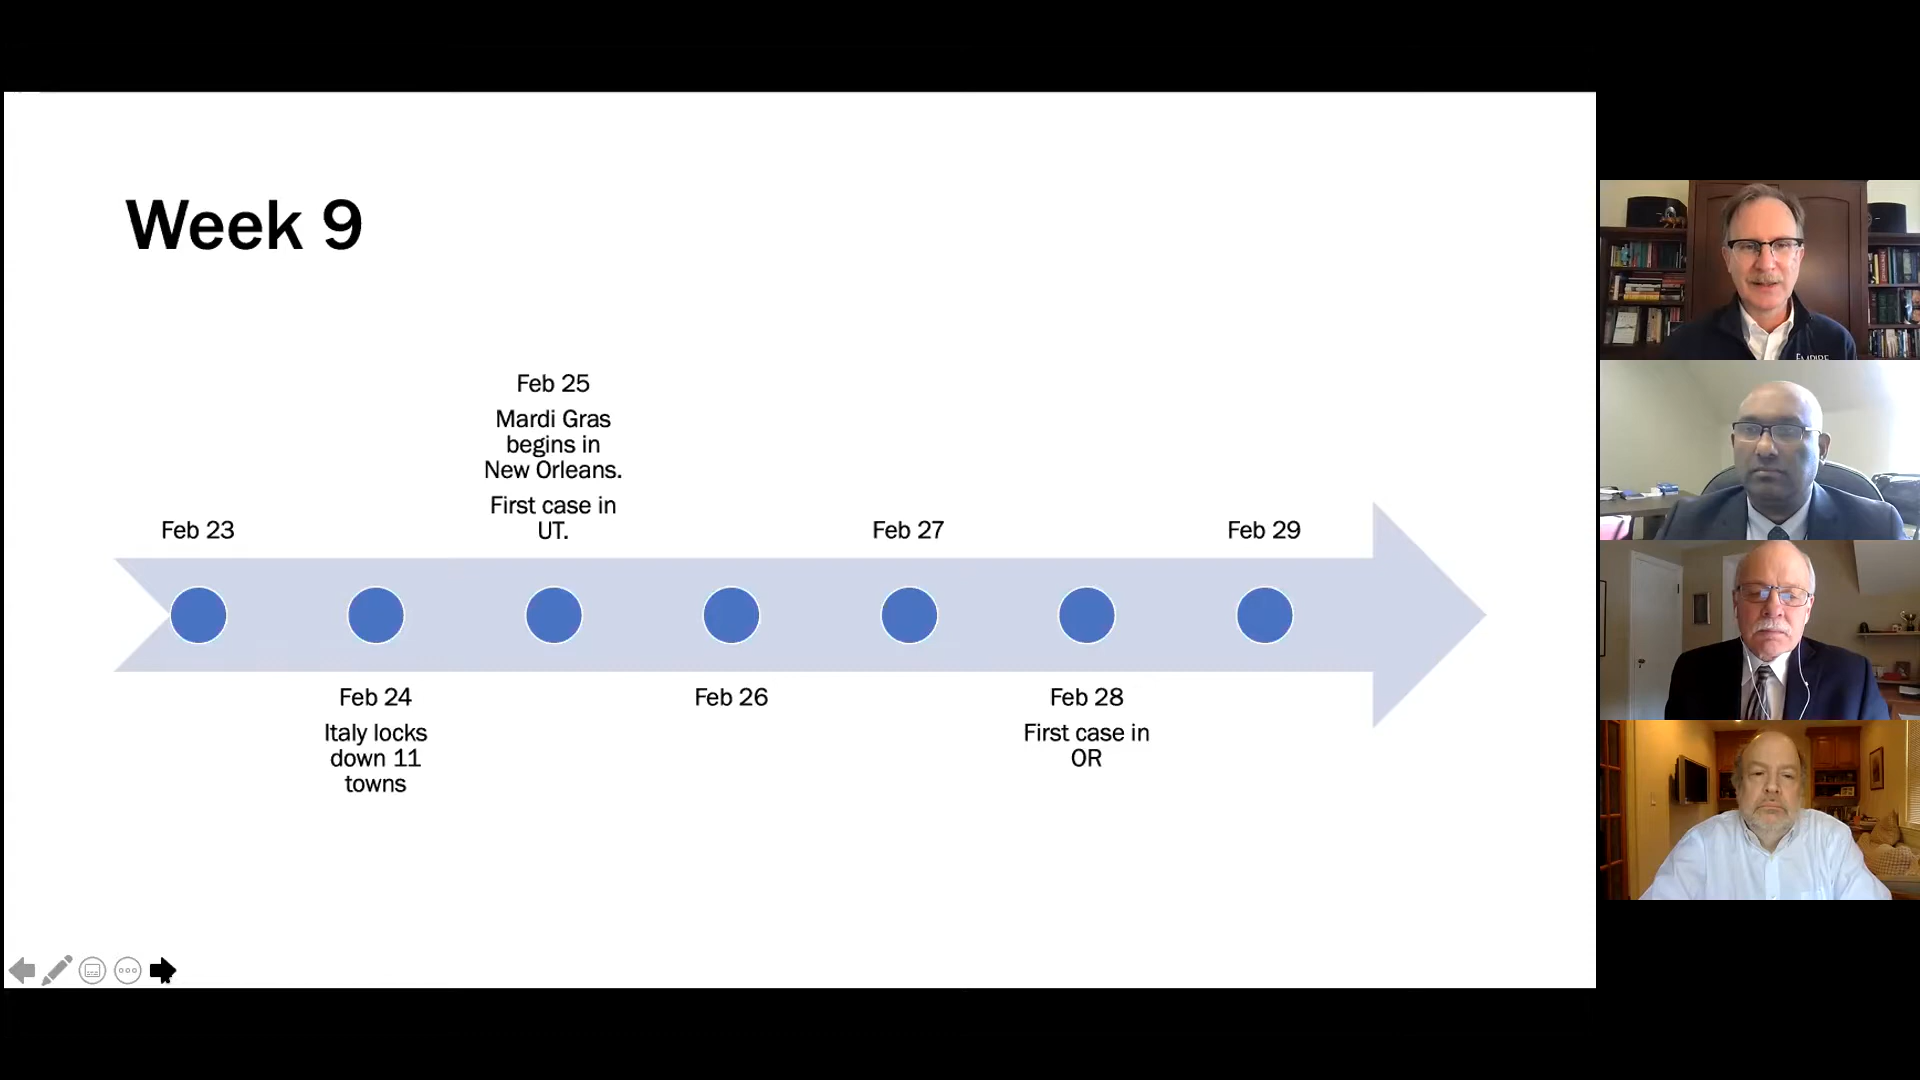 Week 9
Feb 23
Feb 24
Italy locks
down 11
towns
Feb 25
Mardi Gras
begins in
New Orleans.
First case in
UT.
Feb 26
Feb 27
Feb 28
First case in
OR
Feb 29
EMPIRE